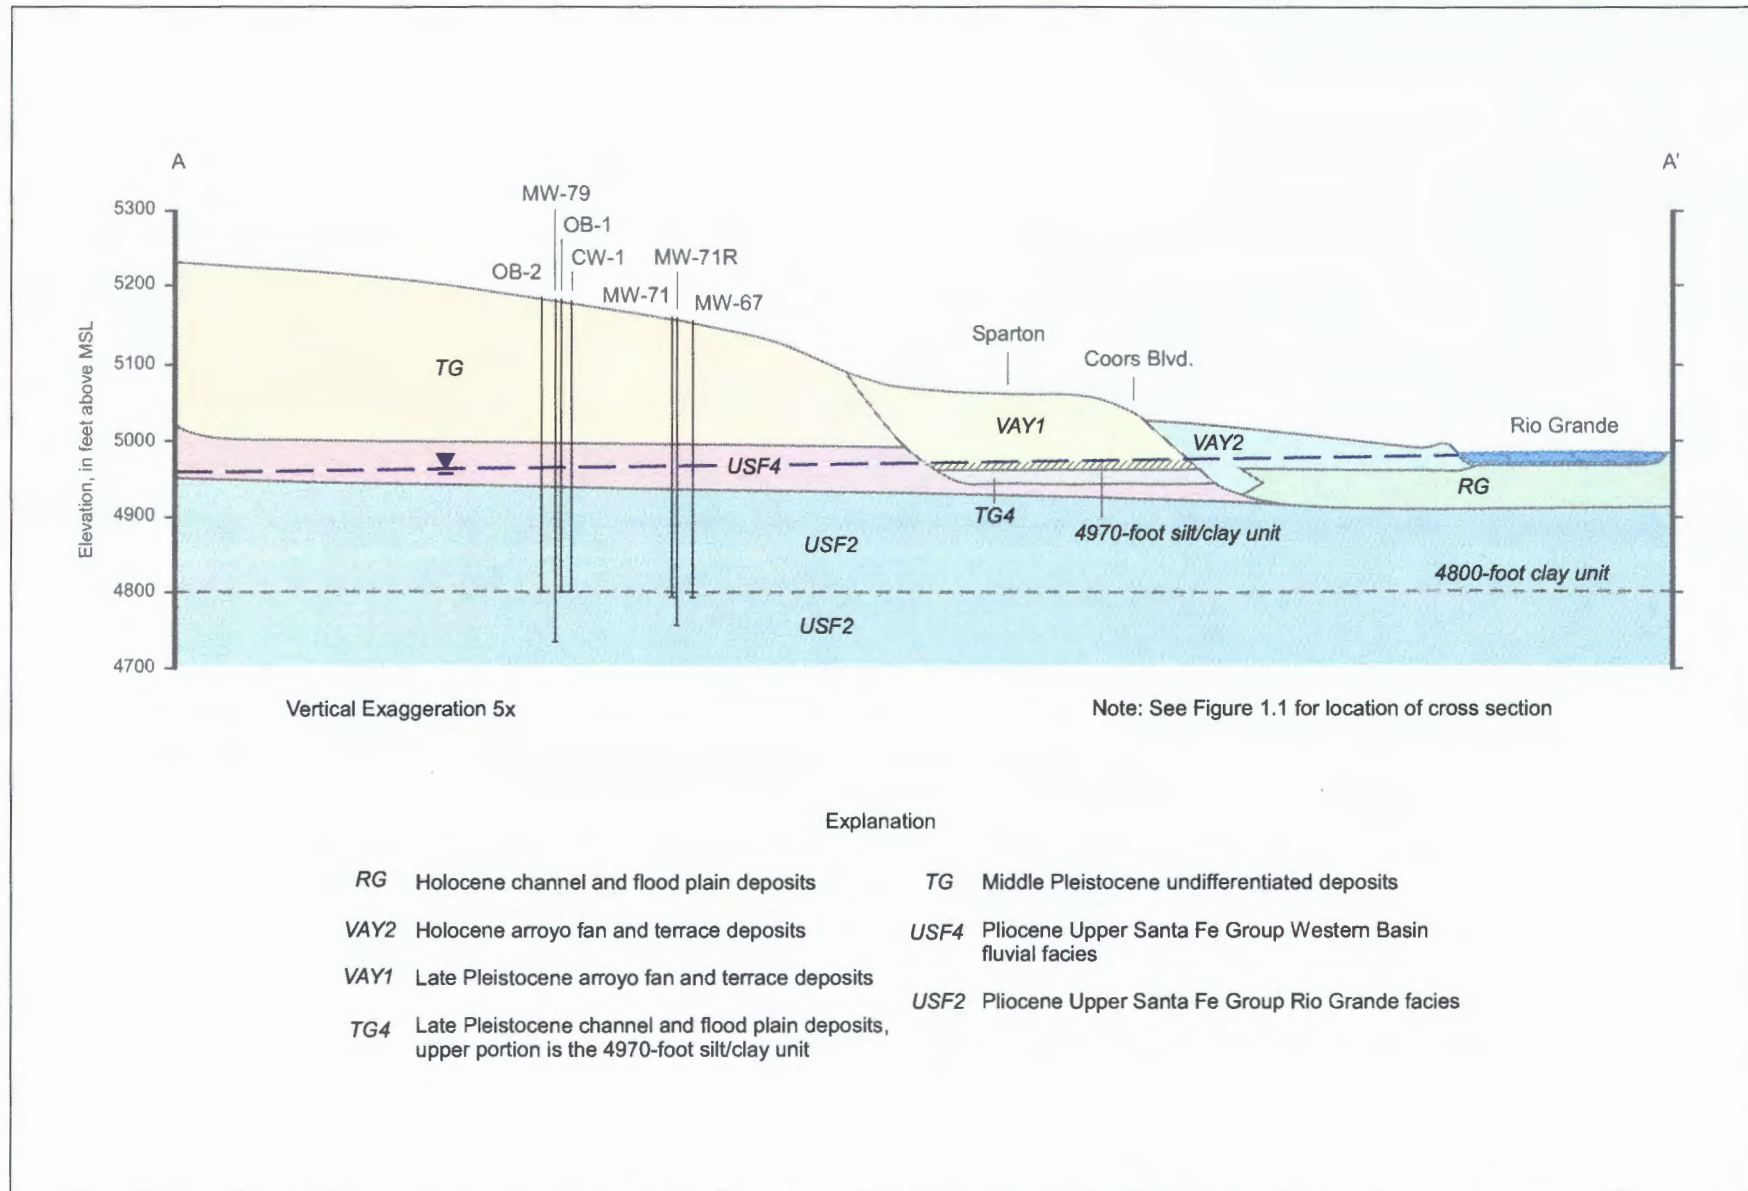 A
A'
MW-79
OB-1
OB-2
CW-1
MW-71R
MW-71
MW-67
5300
5200
5100
5000
4900
4800
4700
Elevation, in feet above MSL
Sparton
Coors Blvd.
Rio Grande
TG
VAY1
VAY2
USF4
RG
TG4
4970-foot silt/clay unit
USF2
4800-foot clay unit
USF2
Vertical Exaggeration 5x
Note: See Figure 1.1 for location of cross section
Explanation
RG Holocene channel and flood plain deposits
VAY2 Holocene arroyo fan and terrace deposits
VAY1 Late Pleistocene arroyo fan and terrace deposits
TG4 Late Pleistocene channel and flood plain deposits,
upper portion is the 4970-foot silt/clay unit
TG Middle Pleistocene undifferentiated deposits
USF4 Pliocene Upper Santa Fe Group Western Basin
fluvial facies
USF2 Pliocene Upper Santa Fe Group Rio Grande facies